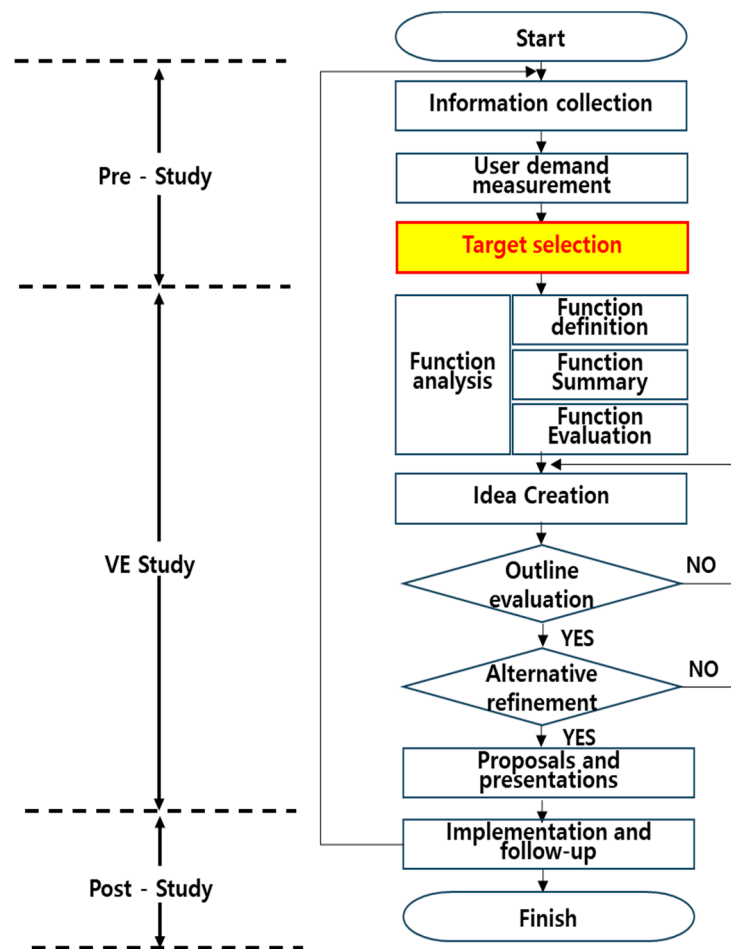 Start
Information collection
User demand
measurement
Pre - Study
Target selection
Function
analysis
Function
definition
Function
Summary
Function
Evaluation
Idea Creation
VE Study
Outline
evaluation
NO
YES
Alternative
refinement
NO
YES
Proposals and
presentations
Implementation and
follow-up
Post - Study
Finish